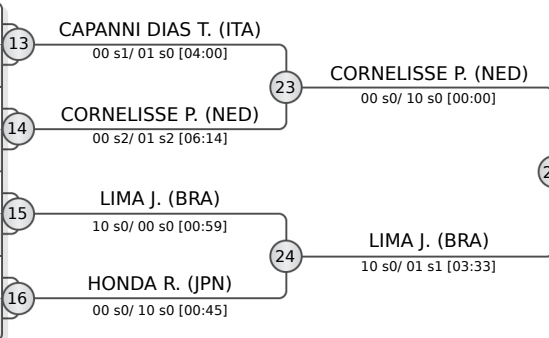 13
CAPANNI DIAS T. (ITA)
00 s1/ 01 s0 [04:00]
14
CORNELISSE P. (NED)
00 s2/ 01 s2 [06:14]
23
CORNELISSE P. (NED)
00 s0/ 10 s0 [00:00]
15
LIMA J. (BRA)
10 s0/ 00 s0 [00:59]
16
HONDA R. (JPN)
00 s0/ 10 s0 [00:45]
24
LIMA J. (BRA)
10 s0/ 01 s1 [03:33]